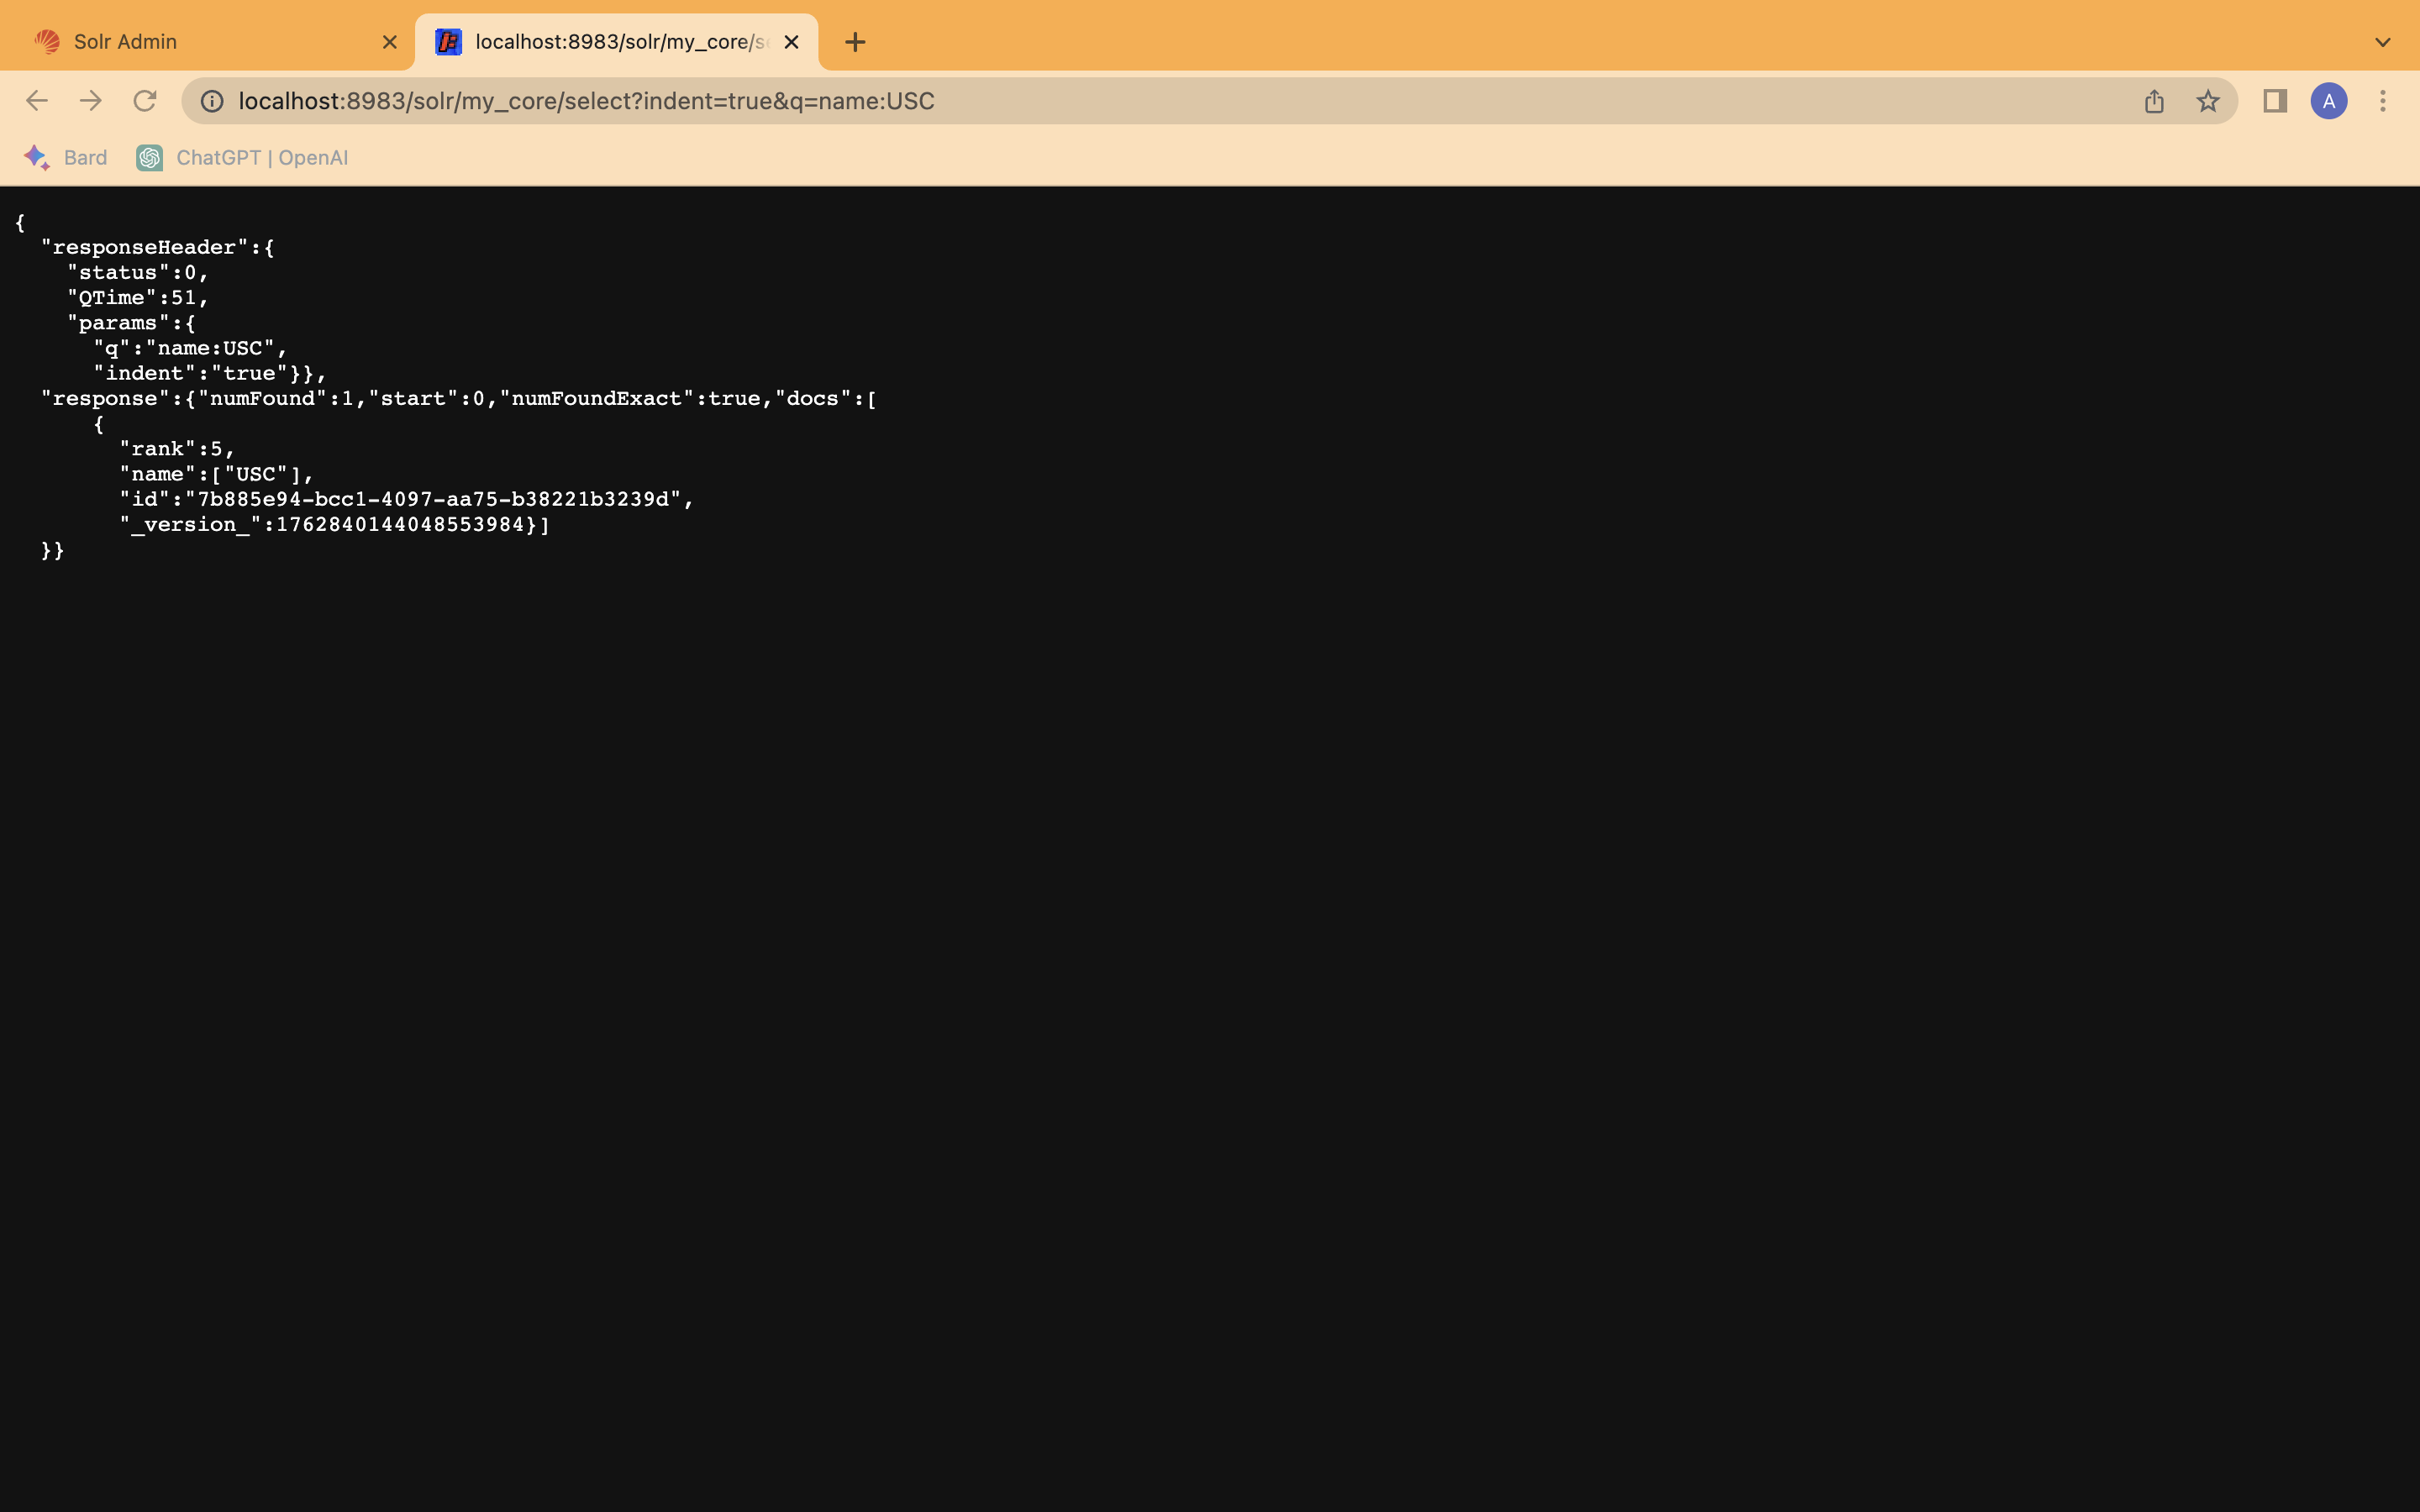 Solr Admin
localhost:8983/solr/my_core/s
localhost:8983/solr/my_core/select?indent=true&q=name:USC
A
Bard
ChatGPT | OpenAI
{
  "responseHeader":{
    "status":0,
    "QTime":51,
    "params":{
      "q":"name:USC",
      "indent":"true"}},
  "response":{"numFound":1,"start":0,"numFoundExact":true,"docs":[
      {
        "rank":5,
        "name":["USC"],
        "id":"7b885e94-bcc1-4097-aa75-b38221b3239d",
        "_version_":1762840144048553984}]
  }}